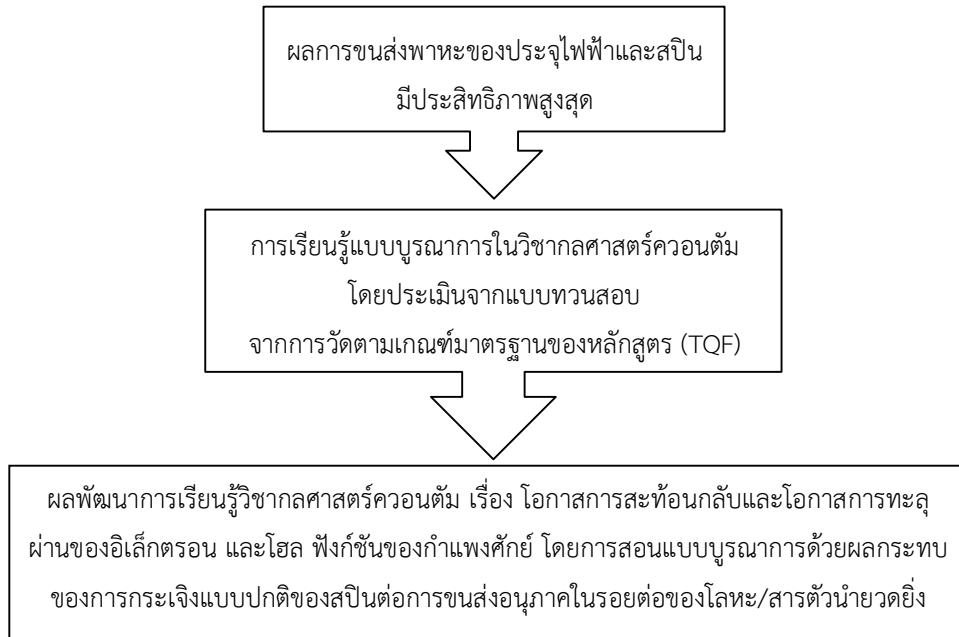 ผลการขนส่งพาหะของประจุไฟฟ้าและสปิน
มีประสิทธิภาพสูงสุด
การเรียนรู้แบบบูรณาการในวิชากลศาสตร์ควอนตัม
โดยประเมินจากแบบทวนสอบ
จากการวัดตามเกณฑ์มาตรฐานของหลักสูตร (TQF)
ผลพัฒนาการเรียนรู้วิชากลศาสตร์ควอนตัม เรื่อง โอกาสการสะท้อนกลับและโอกาสการทะลุ
ผ่านของอิเล็กตรอน และโฮล ฟังก์ชันของกำแพงศักย์ โดยการสอนแบบบูรณาการด้วยผลกระทบ
ของการกระเจิงแบบปกติของสปินต่อการขนส่งอนุภาคในรอยต่อของโลหะ/สารตัวนำยวดยิ่ง